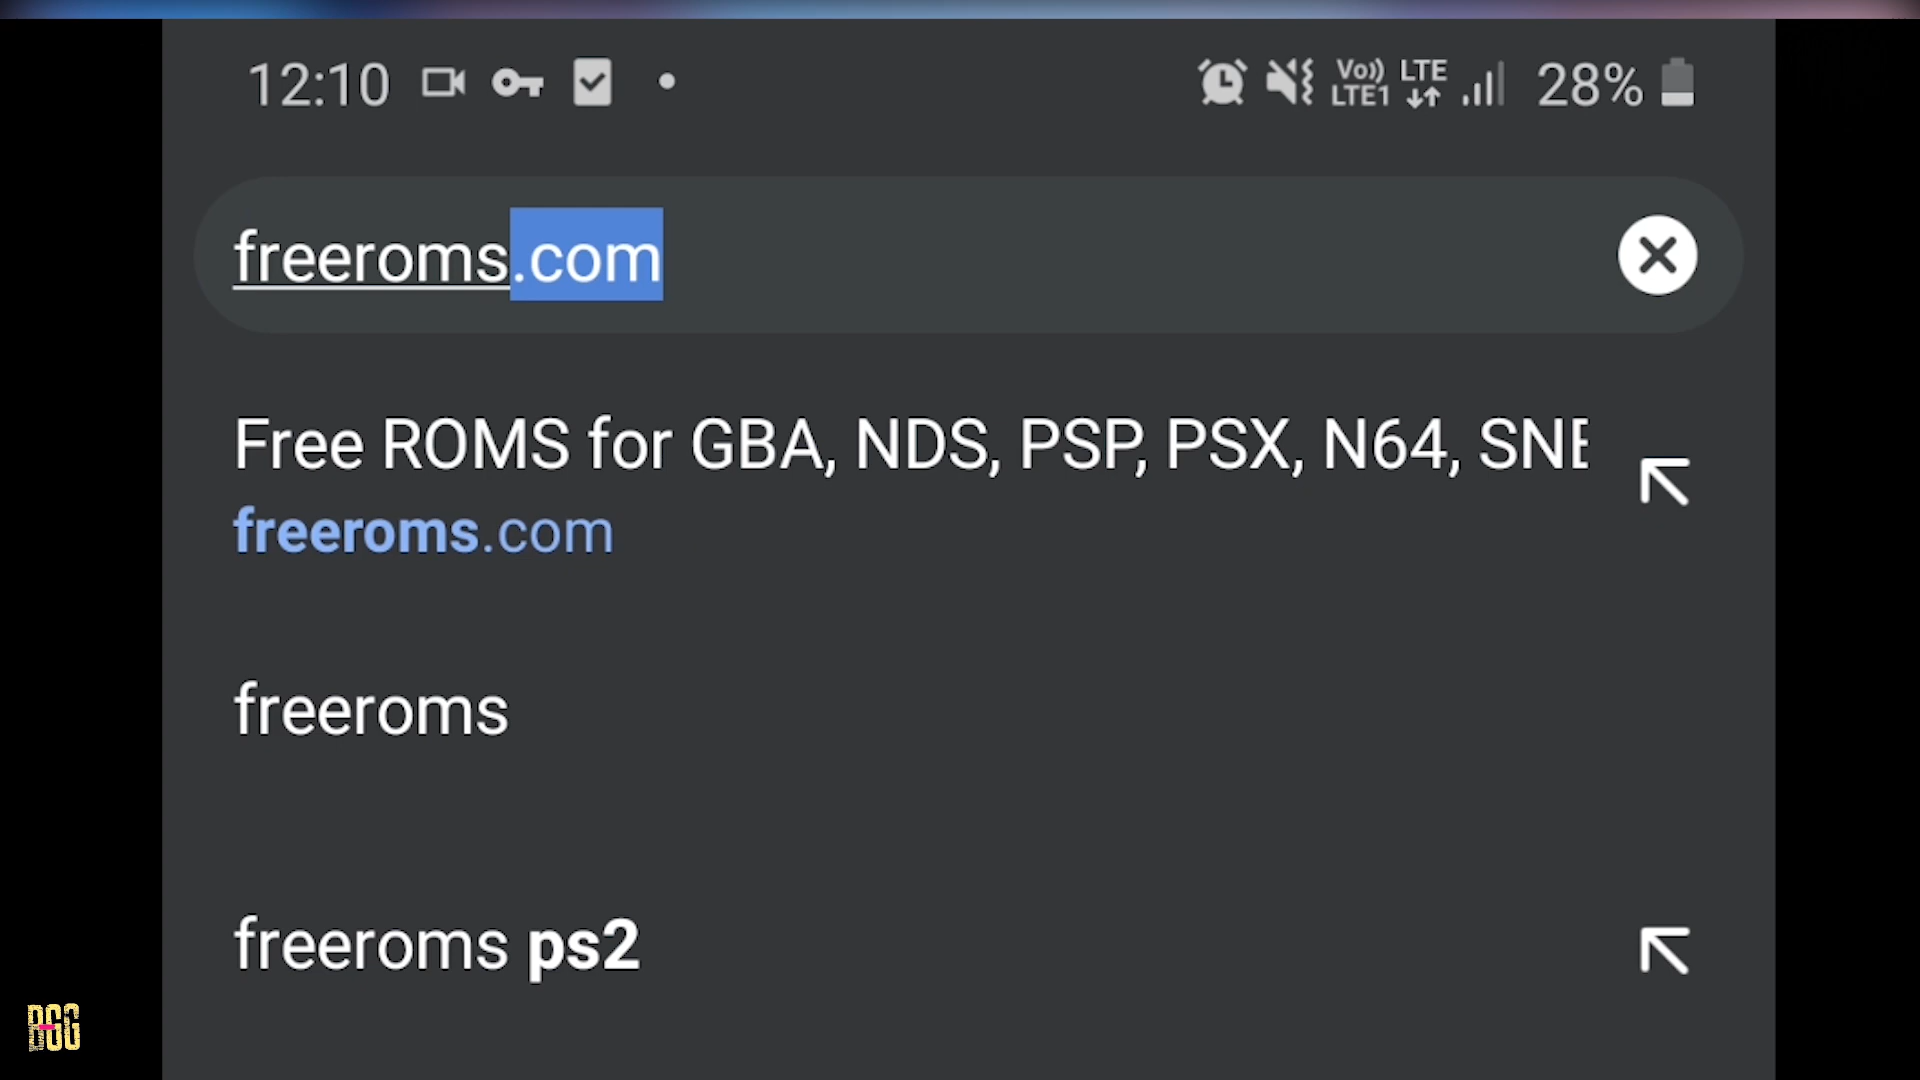 12:10 Vo)) LTE1 LTE 28%
freeroms.com
Free ROMS for GBA, NDS, PSP, PSX, N64, SNE
freeroms.com
freeroms
freeroms ps2
BGG